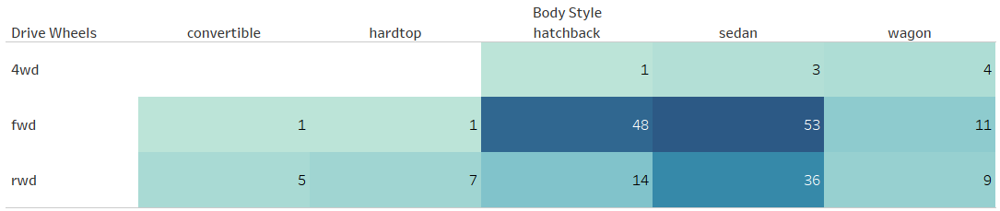 Body Style
Drive Wheels convertible hardtop hatchback sedan wagon
4wd 1 3 4
fwd 1 1 48 53 11
rwd 5 7 14 36 9